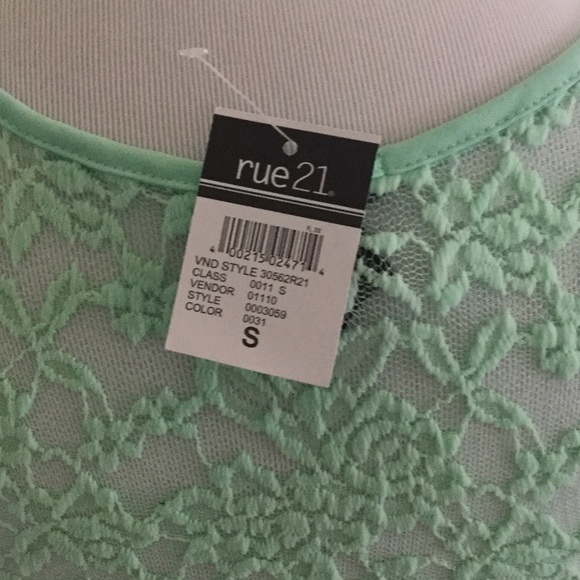 rue21
4 00215 02471 4
VND STYLE 30562R21
CLASS 0011 S
VENDOR 01110
STYLE 0003059
COLOR 0031
S